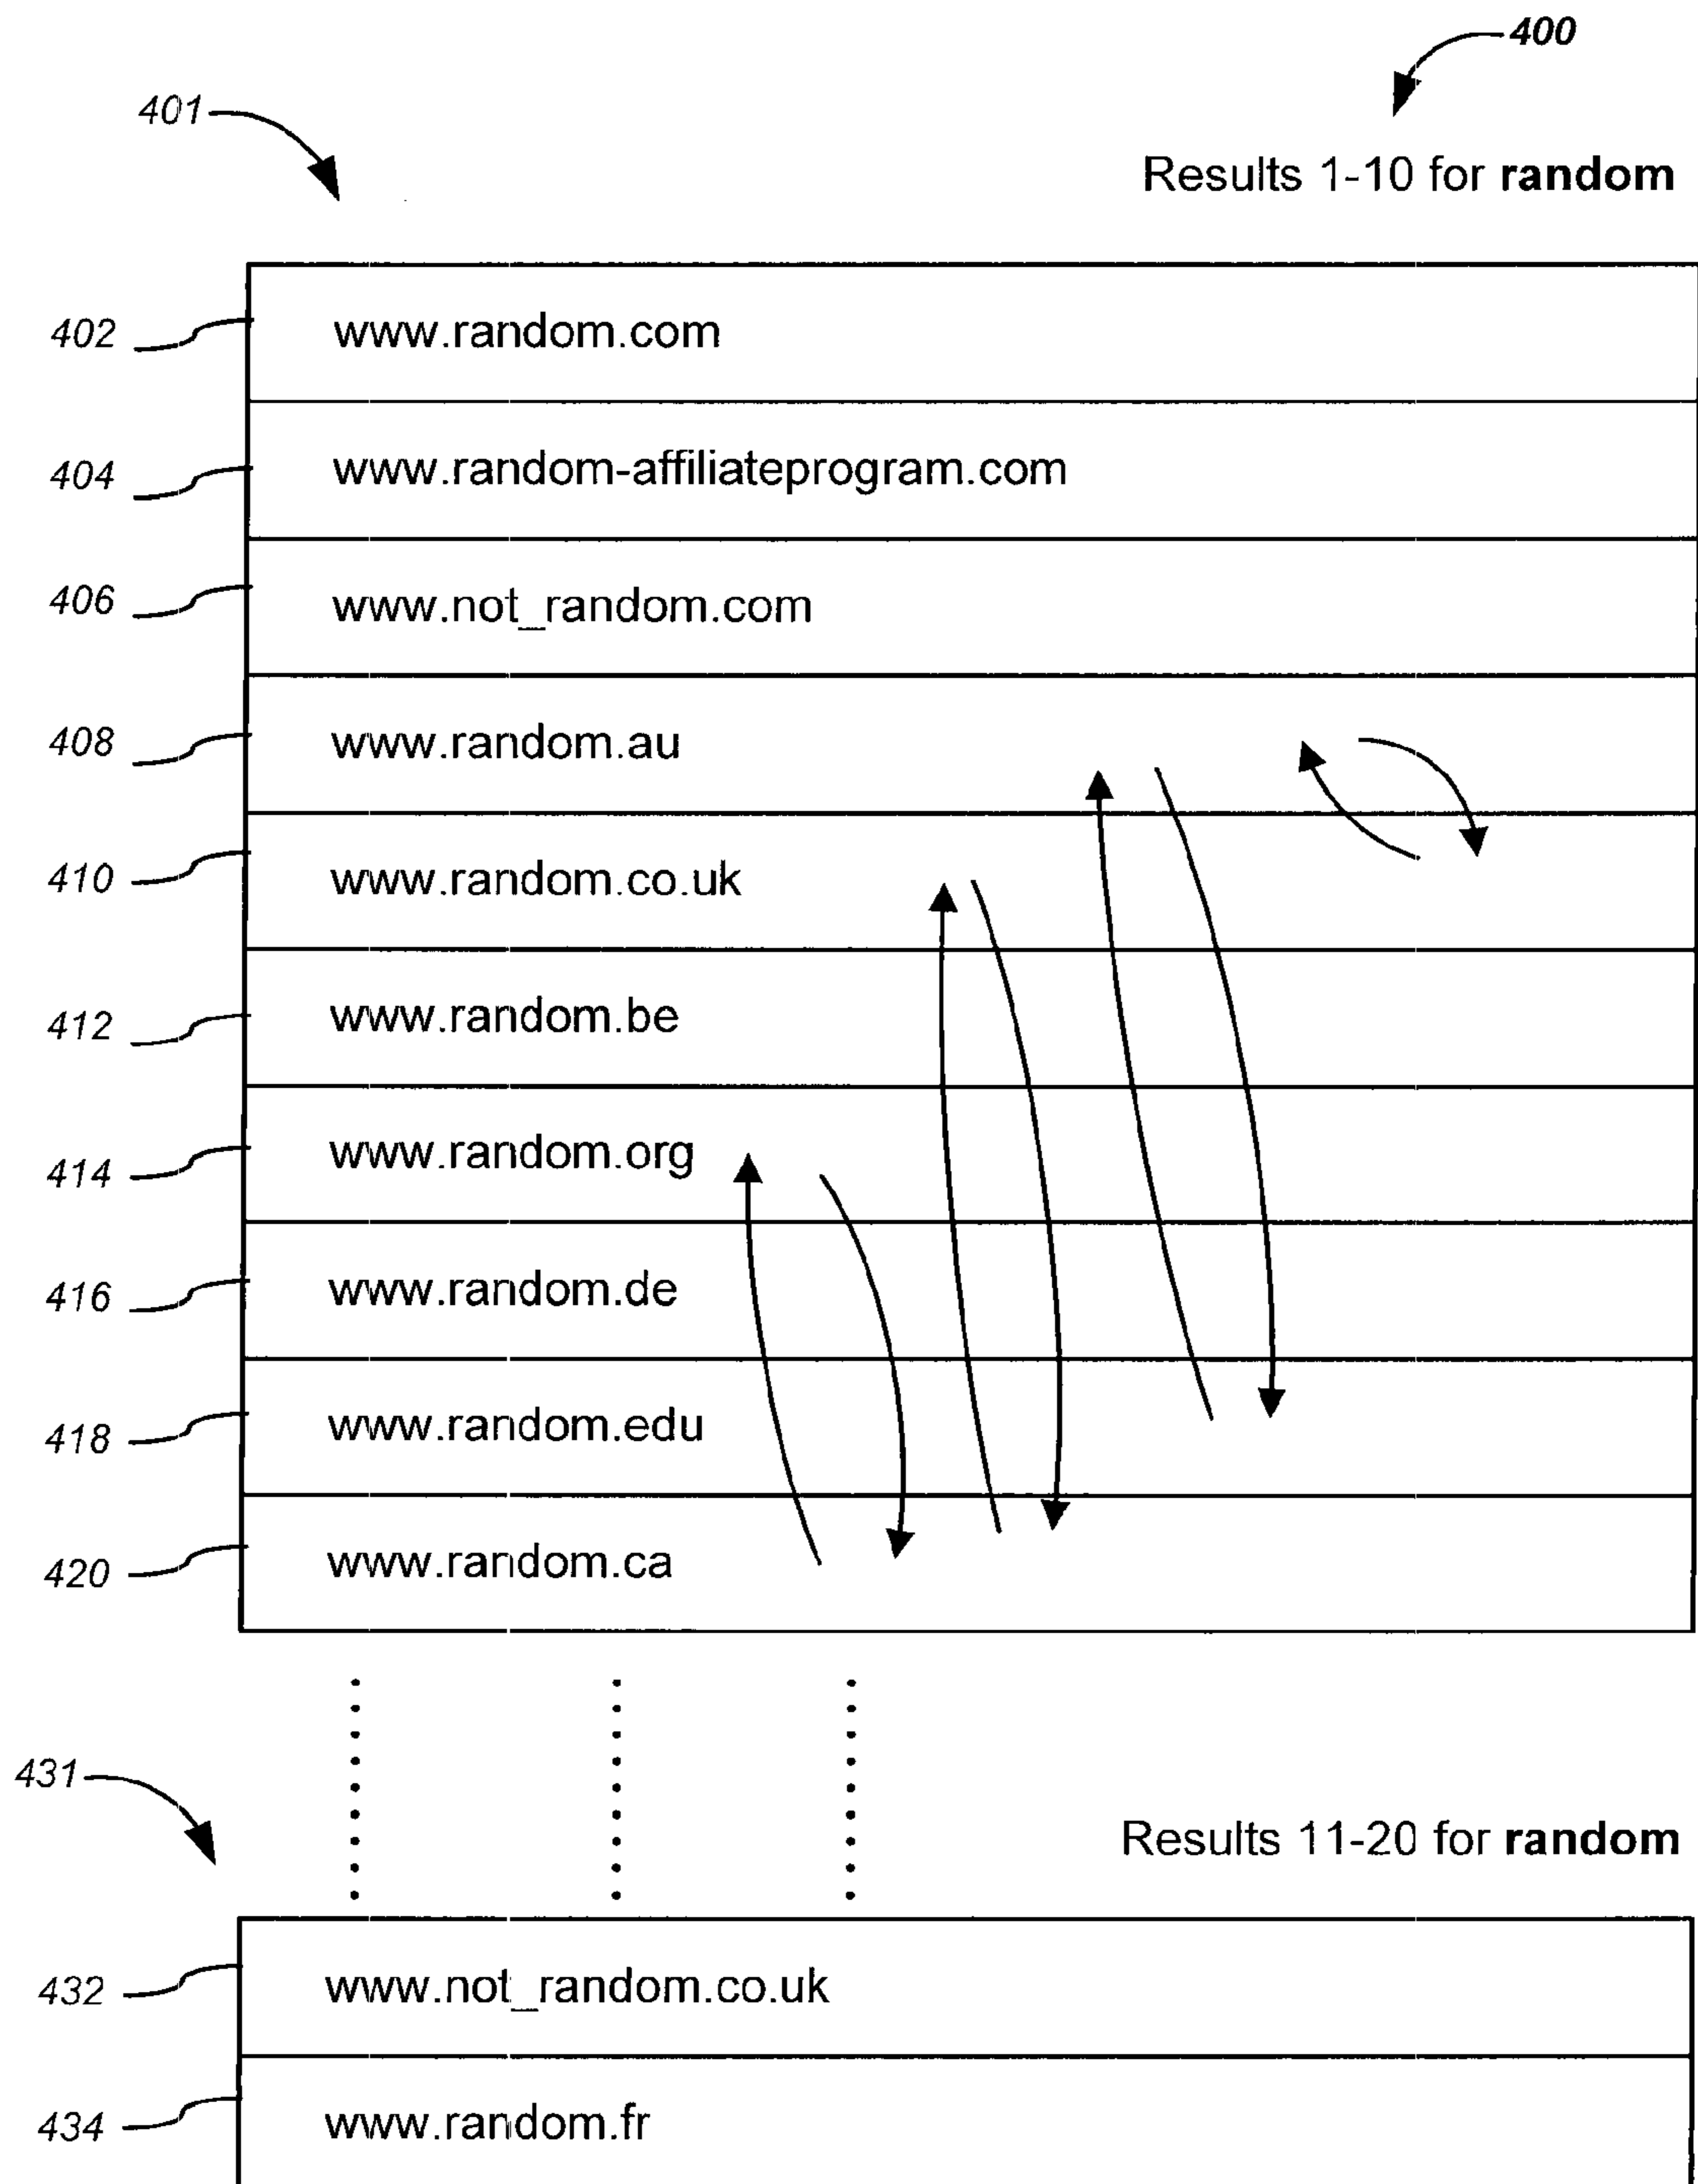 400
401
Results 1-10 for random
402 www.random.com
404 www.random-affiliateprogram.com
406 www.not_random.com
408 www.random.au
410 www.random.co.uk
412 www.random.be
414 www.random.org
416 www.random.de
418 www.random.edu
420 www.random.ca
431
Results 11-20 for random
432 www.not_random.co.uk
434 www.random.fr